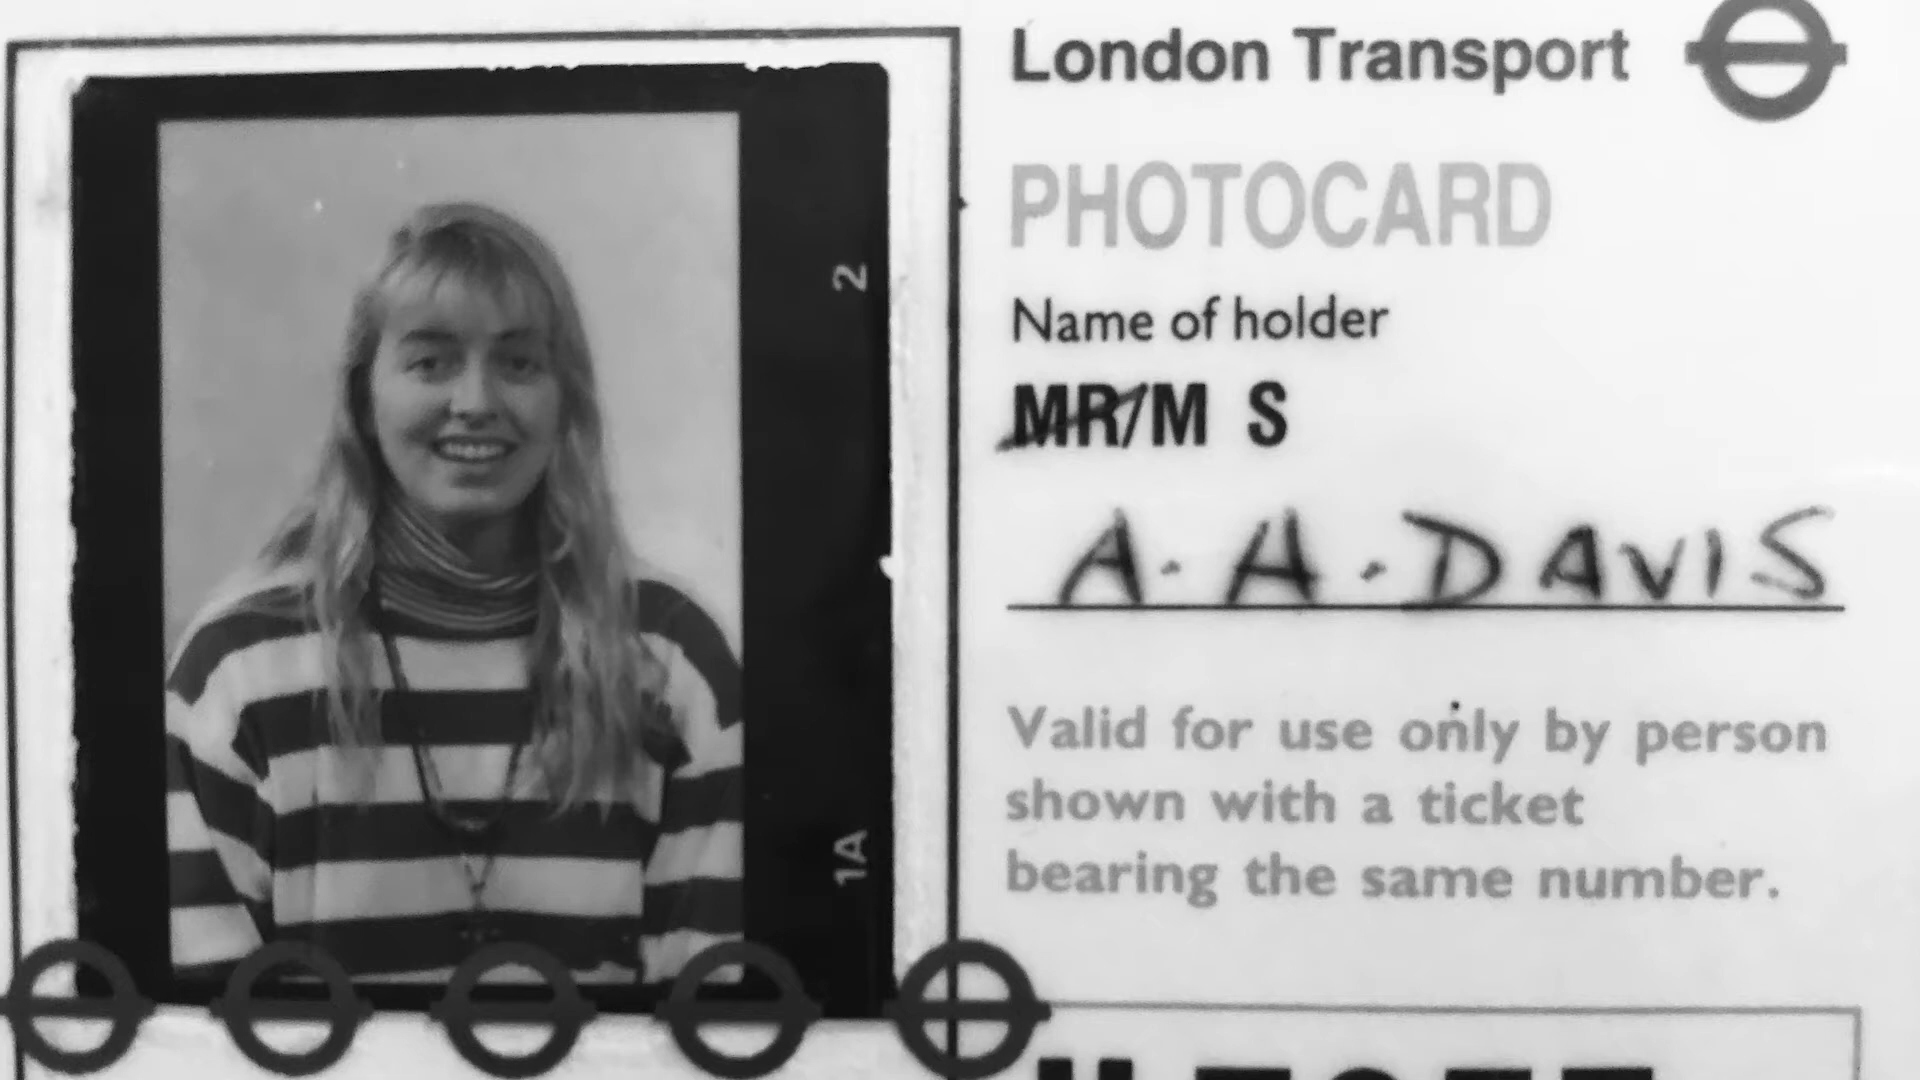 London Transport
PHOTOCARD
Name of holder
MR/M S
A. H. DAVIS
Valid for use only by person
shown with a ticket
bearing the same number.
2
1A